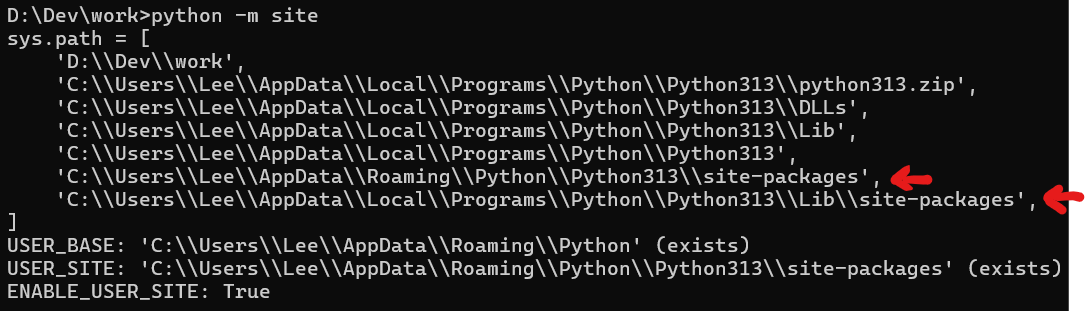 D:\Dev\work>python -m site
sys.path = [
    'D:\\Dev\\work',
    'C:\\Users\\Lee\\AppData\\Local\\Programs\\Python\\Python313\\python313.zip',
    'C:\\Users\\Lee\\AppData\\Local\\Programs\\Python\\Python313\\DLLs',
    'C:\\Users\\Lee\\AppData\\Local\\Programs\\Python\\Python313\\Lib',
    'C:\\Users\\Lee\\AppData\\Local\\Programs\\Python\\Python313',
    'C:\\Users\\Lee\\AppData\\Roaming\\Python\\Python313\\site-packages',
    'C:\\Users\\Lee\\AppData\\Local\\Programs\\Python\\Python313\\Lib\\site-packages',
]
USER_BASE: 'C:\\Users\\Lee\\AppData\\Roaming\\Python' (exists)
USER_SITE: 'C:\\Users\\Lee\\AppData\\Roaming\\Python\\Python313\\site-packages' (exists)
ENABLE_USER_SITE: True